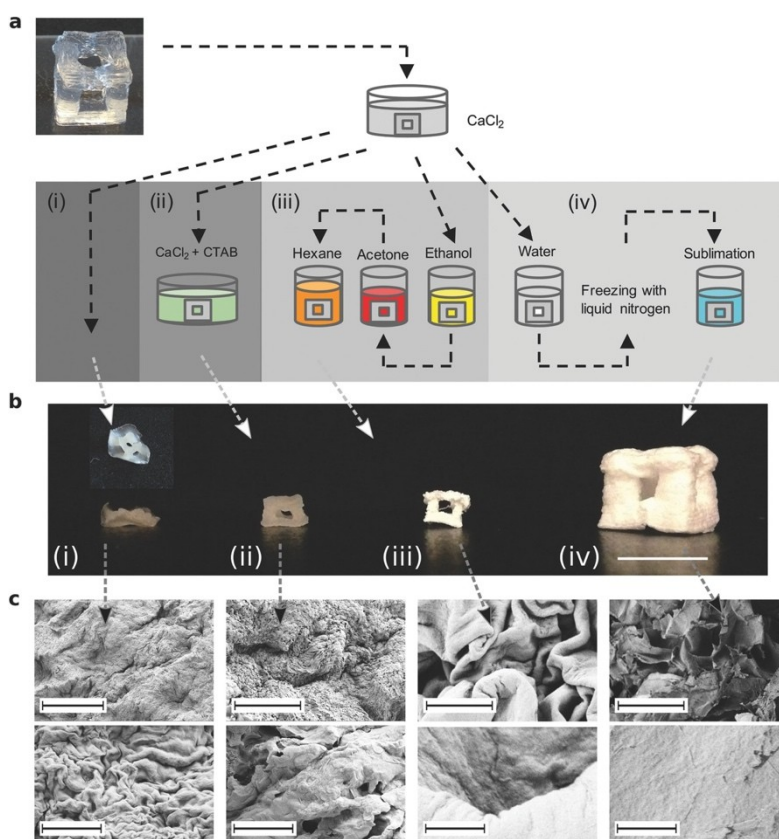 a
CaCl₂
(i)
(ii)
(iii)
(iv)
CaCl₂ + CTAB
Hexane
Acetone
Ethanol
Water
Sublimation
Freezing with
liquid nitrogen
b
(i)
(ii)
(iii)
(iv)
c